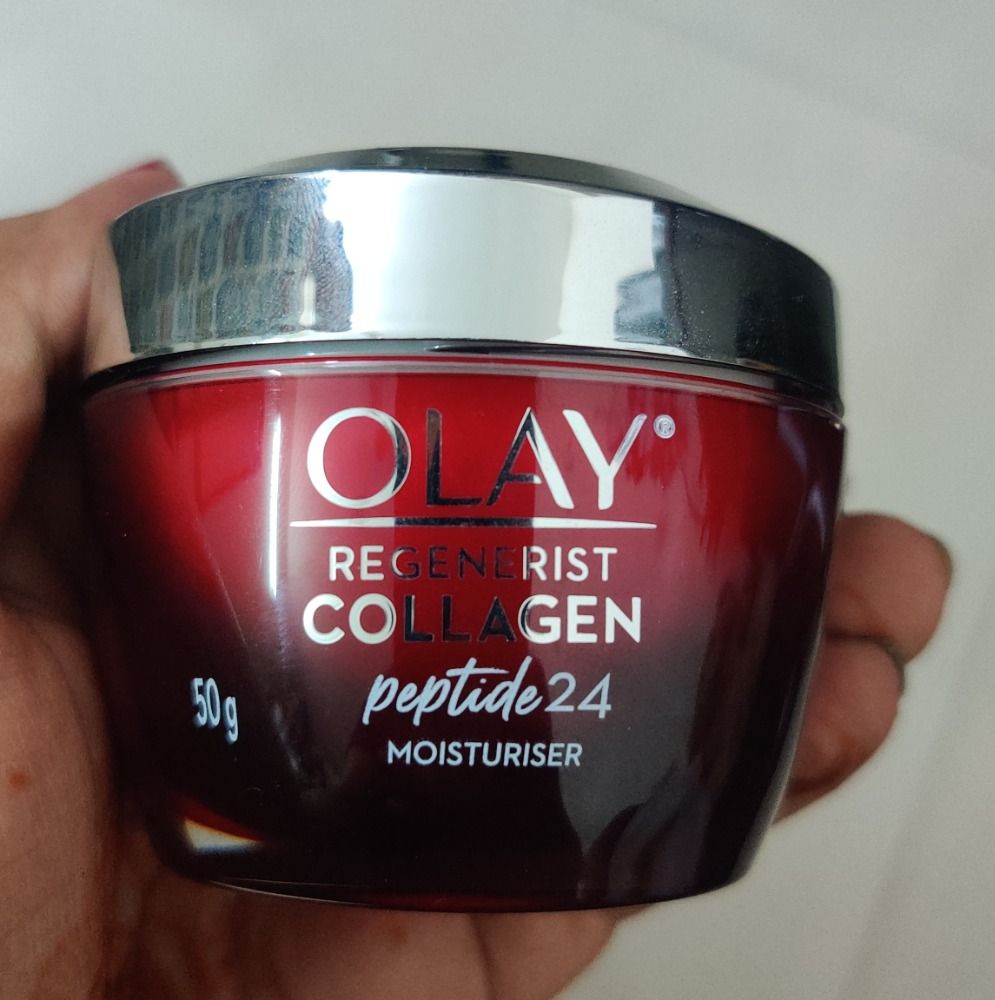 OLAY®
REGENERIST
COLLAGEN
peptide24
MOISTURISER
50g